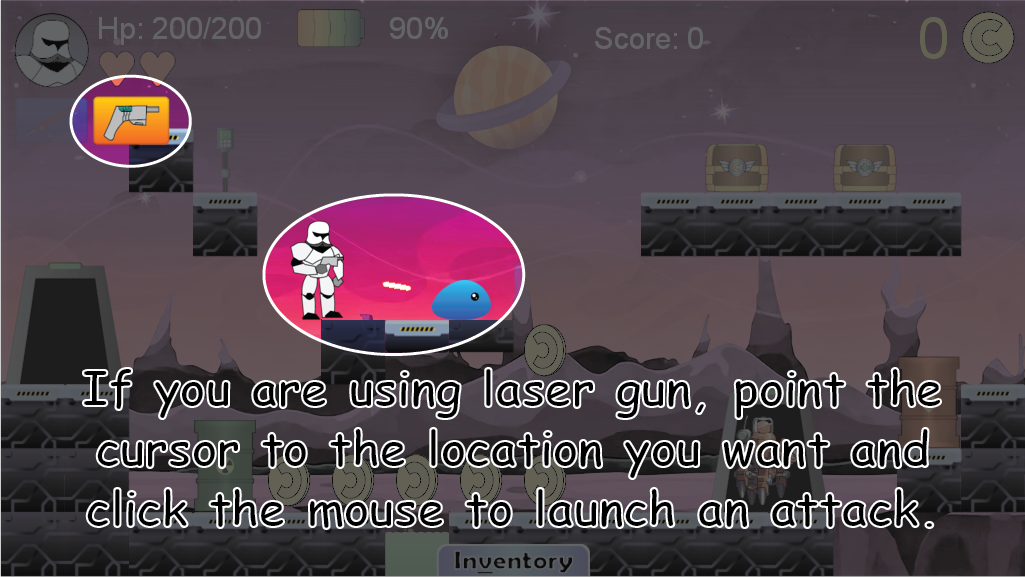 Hp: 200/200
90%
Score: 0
0
If you are using laser gun, point the
cursor to the location you want and
click the mouse to launch an attack.
Inventory